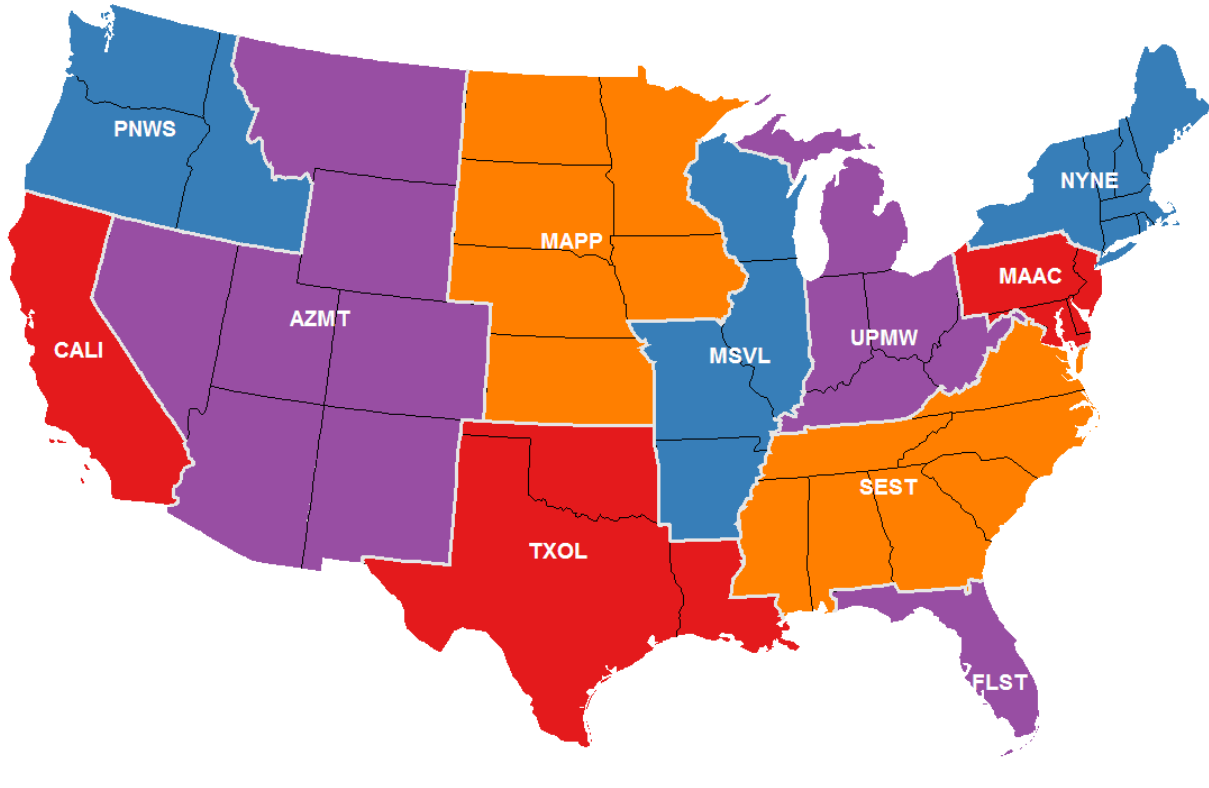 PNWS
NYNE
MAPP
MAAC
AZMT
UPMW
CALI
MSVL
SEST
TXOL
FLST